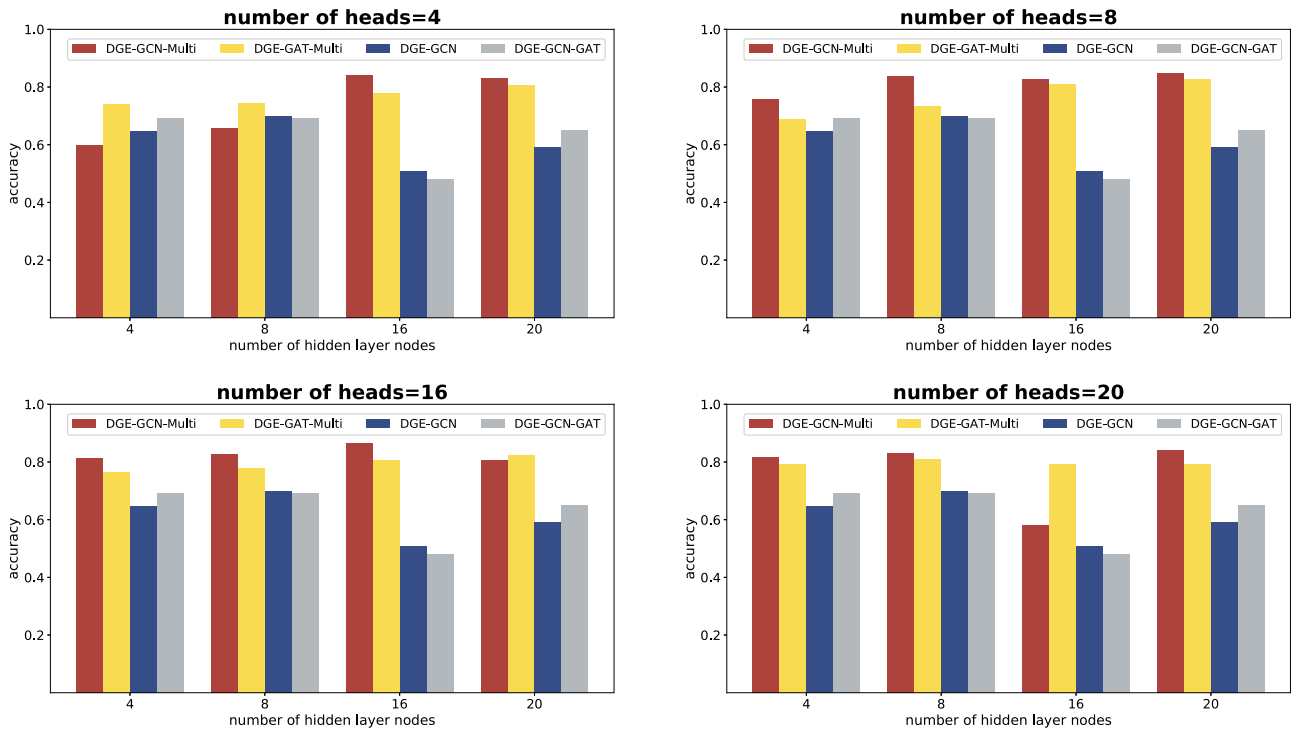 number of heads=4
1.0
DGE-GCN-Multi DGE-GAT-Multi DGE-GCN DGE-GCN-GAT
0.8
0.6
accuracy
0.4
0.2
4 8 16 20
number of hidden layer nodes
number of heads=8
1.0
DGE-GCN-Multi DGE-GAT-Multi DGE-GCN DGE-GCN-GAT
0.8
0.6
accuracy
0.4
0.2
4 8 16 20
number of hidden layer nodes
number of heads=16
1.0
DGE-GCN-Multi DGE-GAT-Multi DGE-GCN DGE-GCN-GAT
0.8
0.6
accuracy
0.4
0.2
4 8 16 20
number of hidden layer nodes
number of heads=20
1.0
DGE-GCN-Multi DGE-GAT-Multi DGE-GCN DGE-GCN-GAT
0.8
0.6
accuracy
0.4
0.2
4 8 16 20
number of hidden layer nodes